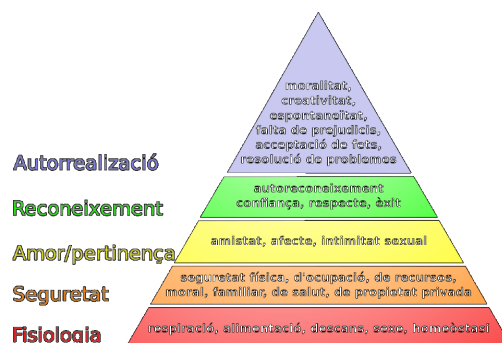 moralitat,
creativitat,
espontaneïtat,
falta de prejudicis,
acceptació de fets,
resolució de problemes
Autorrealizació
autoreconeixement
confiança, respecte, èxit
Reconeixement
amistat, afecte, intimitat sexual
Amor/pertinença
seguretat física, d'ocupació, de recursos,
moral, familiar, de salut, de propietat privada
Seguretat
respiració, alimentació, descans, sexe, homeòstasi
Fisiologia